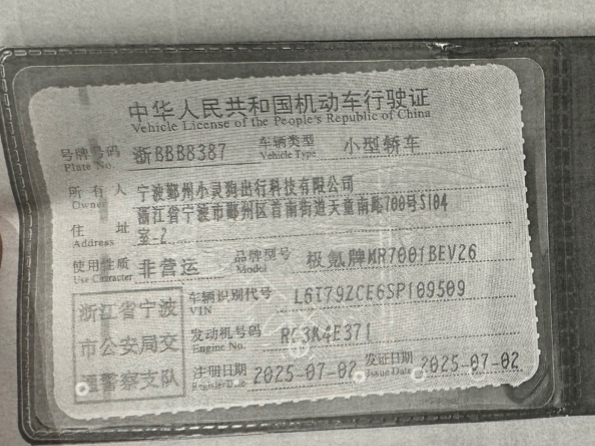 中华人民共和国机动车行驶证
Vehicle License of the People's Republic of China
号牌号码 浙BBB8387 车辆类型 小型轿车
Plate No. Vehicle Type
所有人 宁波鄞州小灵狗出行科技有限公司
Owner
浙江省宁波市鄞州区首南街道天童南路700号S104
住址 室-2
Address
使用性质 非营运 品牌型号 极氪牌MR7001BEV26
Use Character Model
浙江省宁波 车辆识别代号 L6T79ZCE6SP109509
VIN
市公安局交 发动机号码
Engine No.
通警察支队 注册日期 2025-07-02 发证日期 2025-07-02
Register Date Issue Date